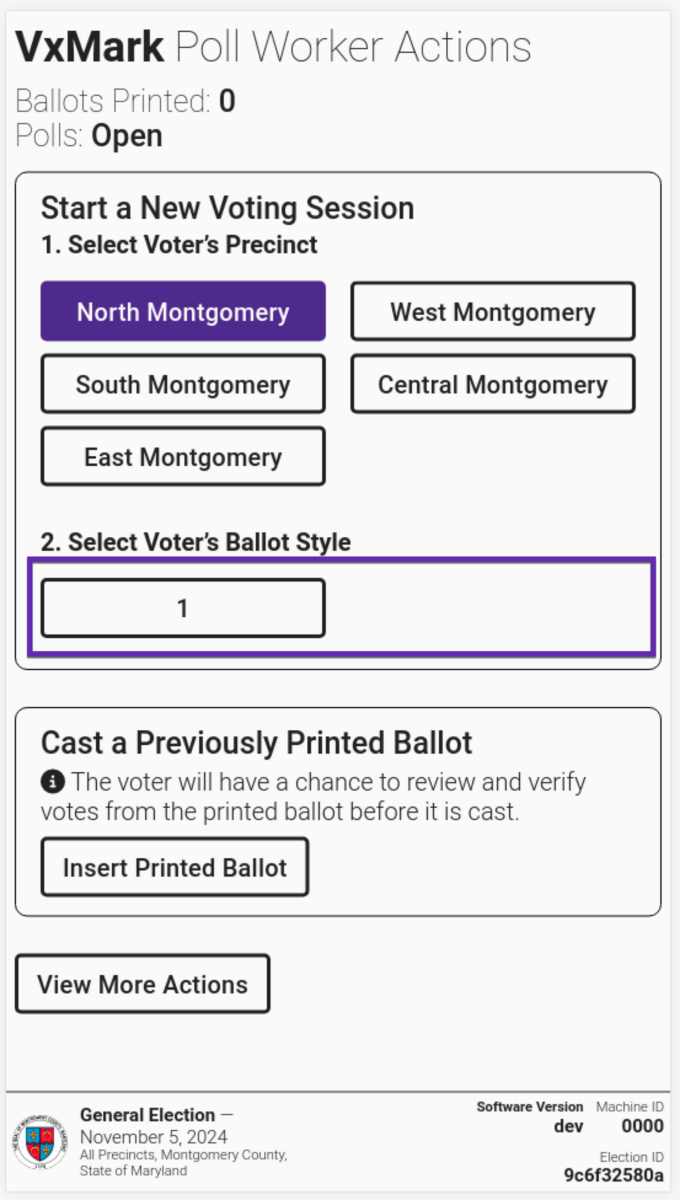 VxMark Poll Worker Actions
Ballots Printed: 0
Polls: Open
Start a New Voting Session
1. Select Voter’s Precinct
North Montgomery
West Montgomery
South Montgomery
Central Montgomery
East Montgomery
2. Select Voter’s Ballot Style
1
Cast a Previously Printed Ballot
The voter will have a chance to review and verify
votes from the printed ballot before it is cast.
Insert Printed Ballot
View More Actions
General Election —
November 5, 2024
All Precincts, Montgomery County,
State of Maryland
Software Version
dev
Machine ID
0000
Election ID
9c6f32580a